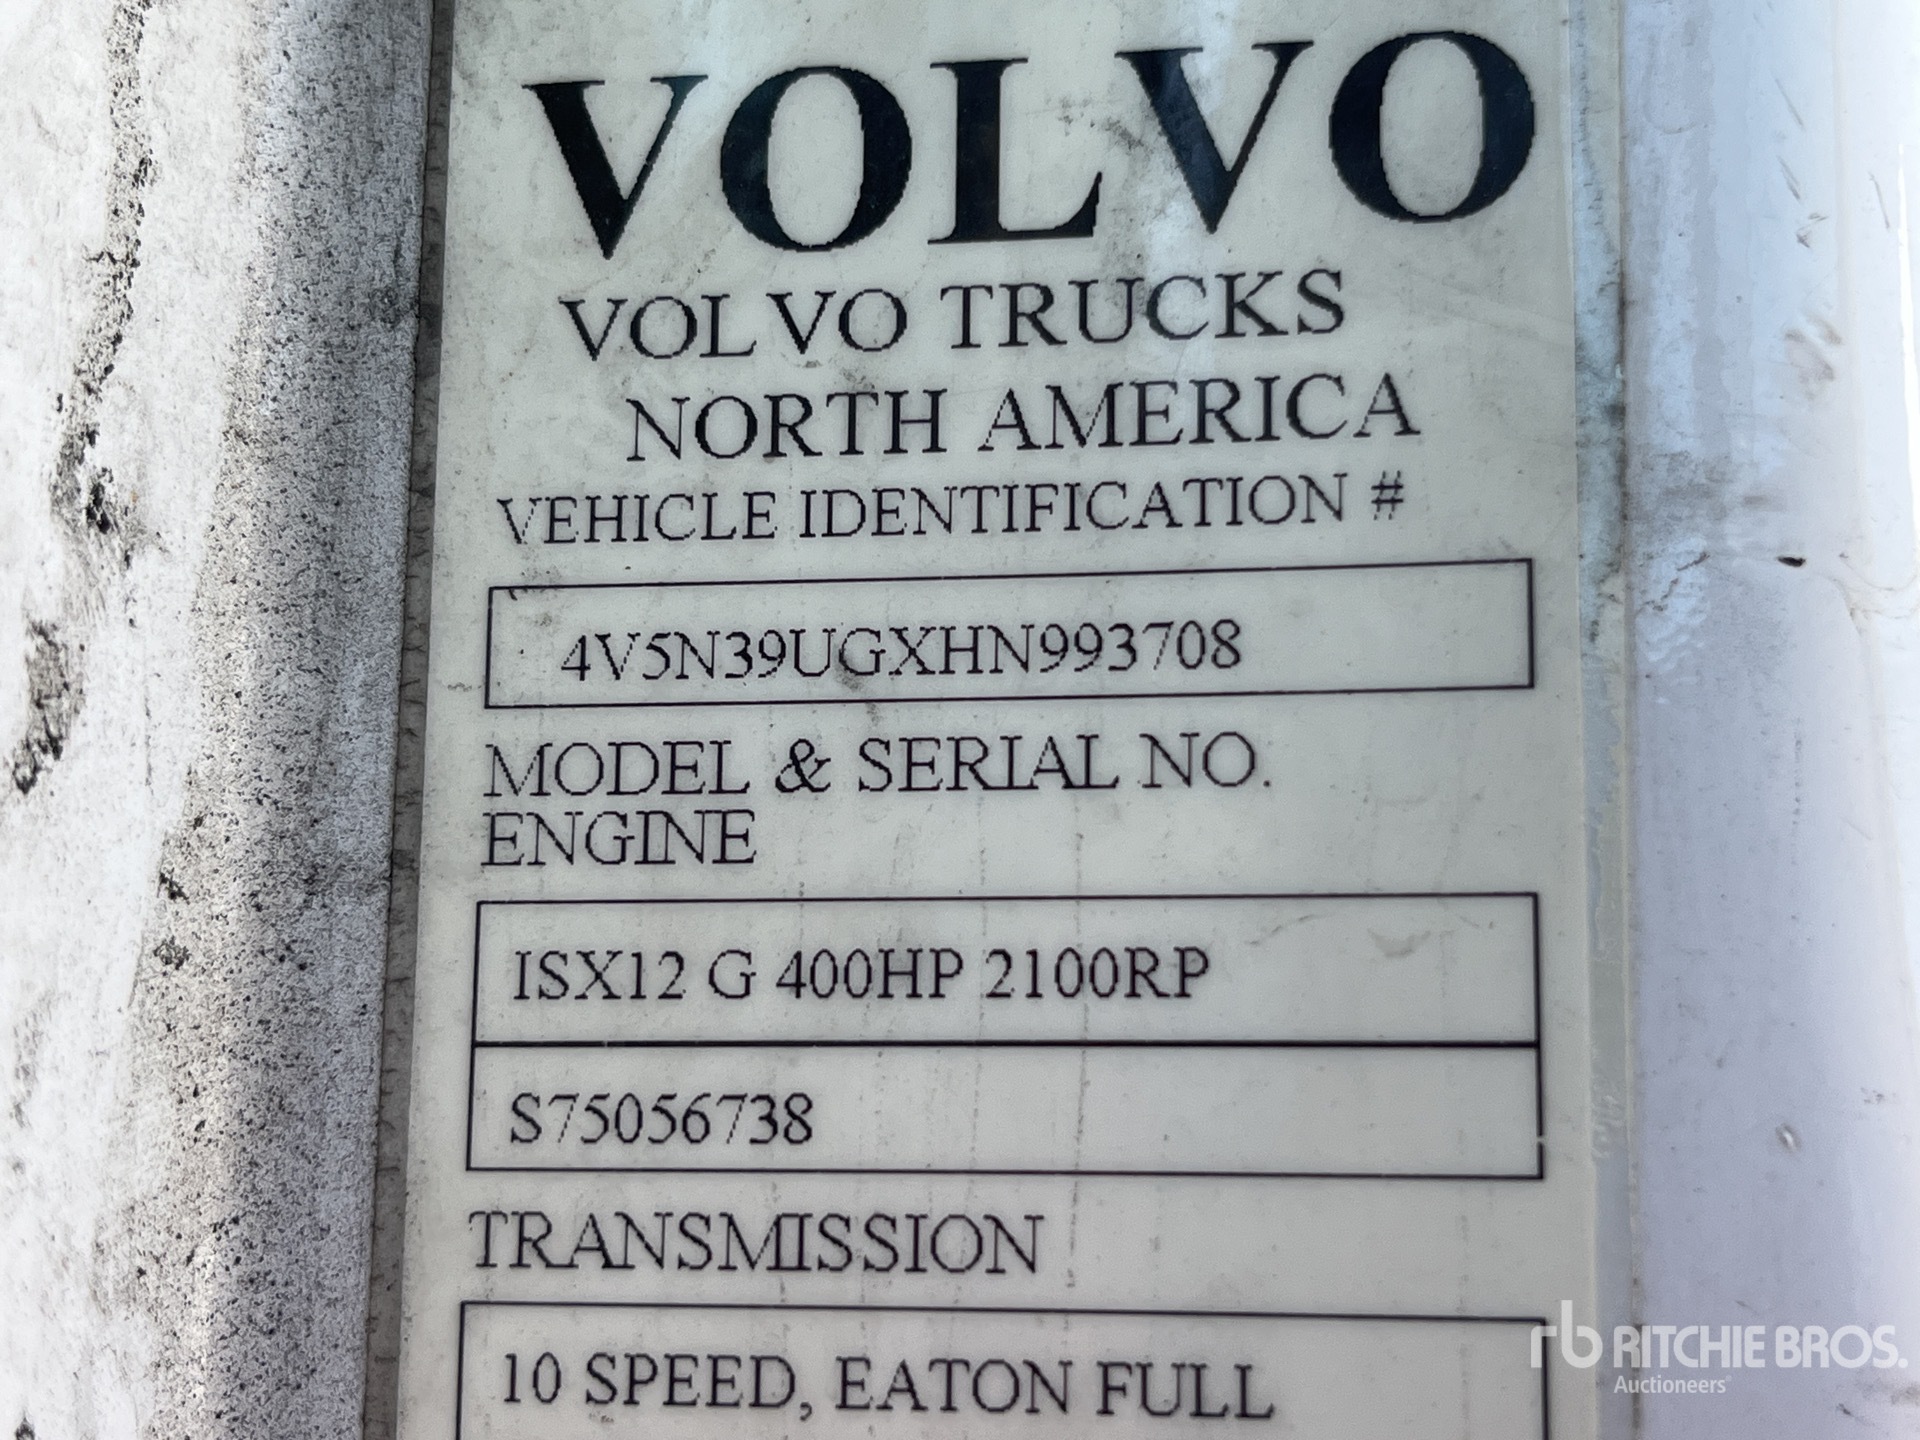 VOLVO
VOLVO TRUCKS
NORTH AMERICA
VEHICLE IDENTIFICATION #
4V5N39UGXHN993708
MODEL & SERIAL NO.
ENGINE
ISX12 G 400HP 2100RP
S75056738
TRANSMISSION
10 SPEED, EATON FULL
rb RITCHIE BROS.
Auctioneers